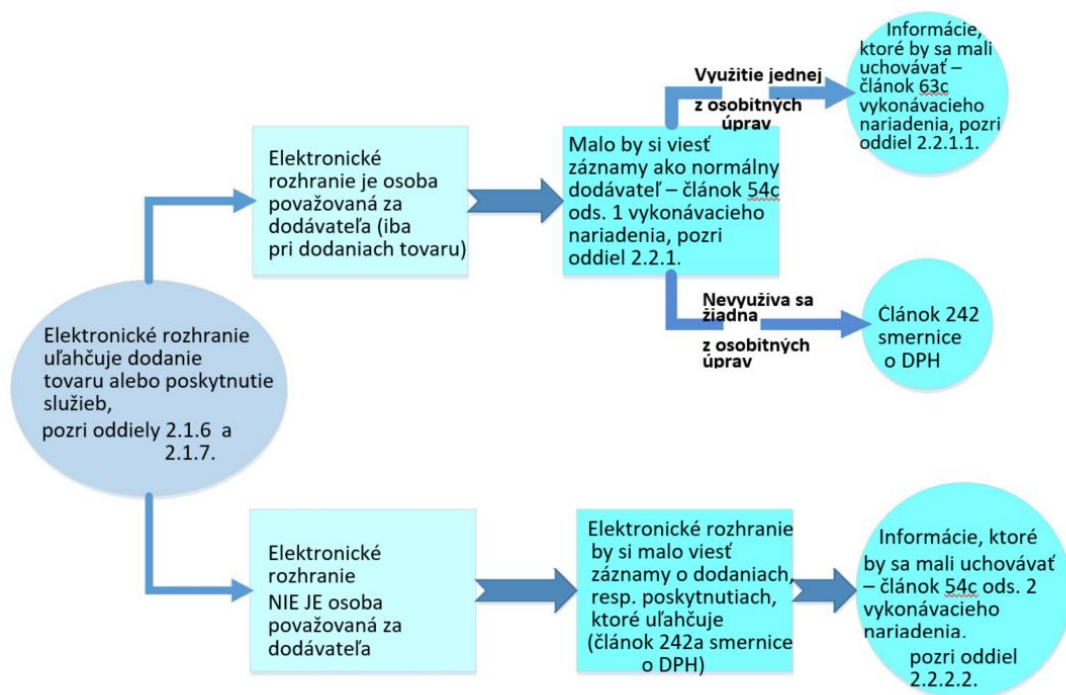 Elektronické rozhranie
uľahčuje dodanie
tovaru alebo poskytnutie
služieb,
pozri oddiely 2.1.6 a
2.1.7.
Elektronické
rozhranie je osoba
považovaná za
dodávateľa (iba
pri dodaniach tovaru)
Malo by si viesť
záznamy ako normálny
dodávateľ – článok 54c
ods. 1 vykonávacieho
nariadenia, pozri
oddiel 2.2.1.
Využitie jednej
z osobitných
úprav
Informácie,
ktoré by sa mali
uchovávať –
článok 63c
vykonávacieho
nariadenia, pozri
oddiel 2.2.1.1.
Nevyužíva sa
žiadna
z osobitných
úprav
Článok 242
smernice
o DPH
Elektronické
rozhranie
NIE JE osoba
považovaná za
dodávateľa
Elektronické rozhranie
by si malo viesť
záznamy o dodaniach,
resp. poskytnutiach,
ktoré uľahčuje
(článok 242a smernice
o DPH)
Informácie, ktoré
by sa mali uchovávať
– článok 54c ods. 2
vykonávacieho
nariadenia.
pozri oddiel
2.2.2.2.